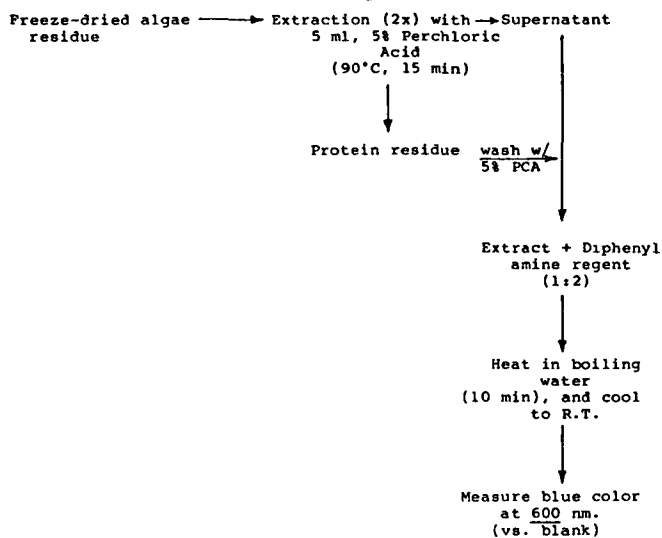 Freeze-dried algae
residue
Extraction (2x) with
5 ml, 5% Perchloric
Acid
(90°C, 15 min)
Supernatant
Protein residue
wash w/
5% PCA
Extract + Diphenyl
amine regent
(1:2)
Heat in boiling
water
(10 min), and cool
to R.T.
Measure blue color
at 600 nm.
(vs. blank)